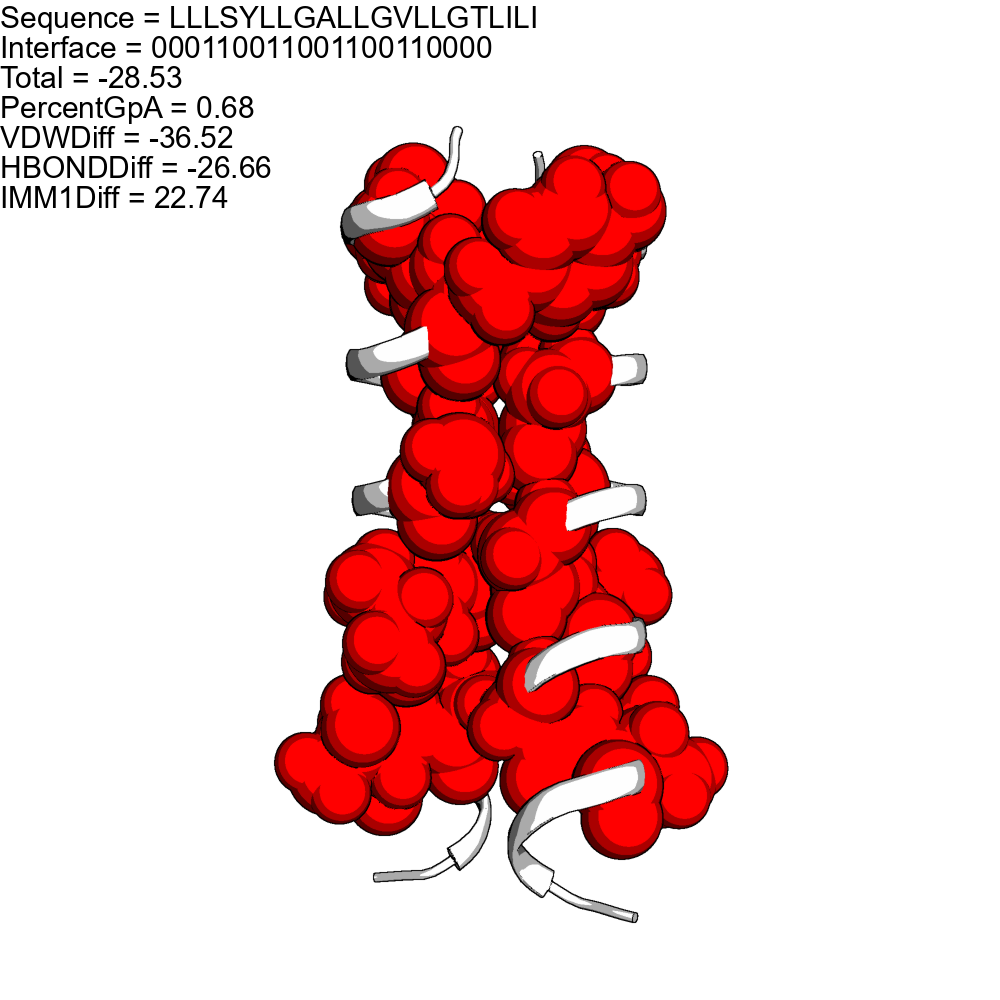 Sequence = LLLSYLLGALLGVLLGTLILI
Interface = 000110011001100110000
Total = -28.53
PercentGpA = 0.68
VDWDiff = -36.52
HBONDDiff = -26.66
IMM1Diff = 22.74